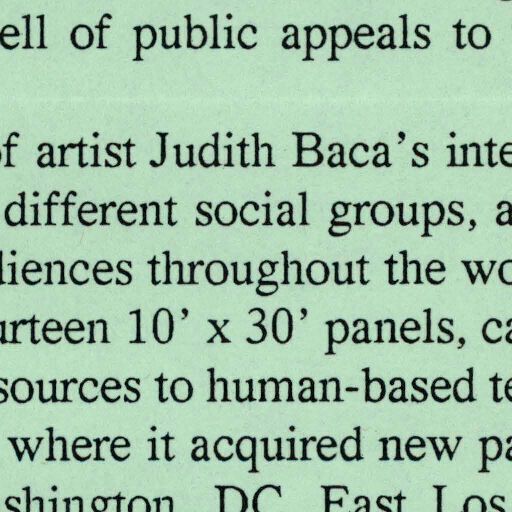 ell of public appeals to
of artist Judith Baca's inte
different social groups, a
diences throughout the wo
urteen 10' x 30' panels, ca
sources to human-based te
where it acquired new pa
shington, DC, East Los